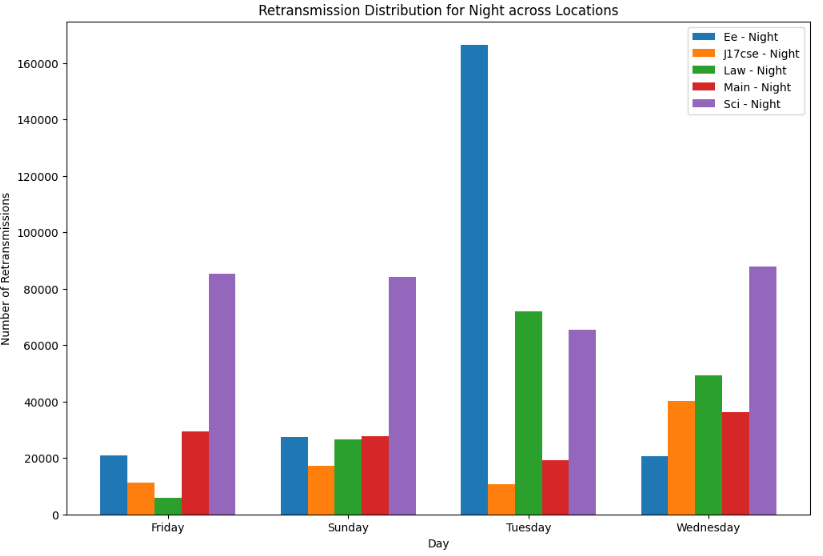 Retransmission Distribution for Night across Locations
Ee - Night
J17cse - Night
Law - Night
Main - Night
Sci - Night
160000
140000
120000
100000
80000
60000
40000
20000
0
Number of Retransmissions
Friday
Sunday
Tuesday
Wednesday
Day